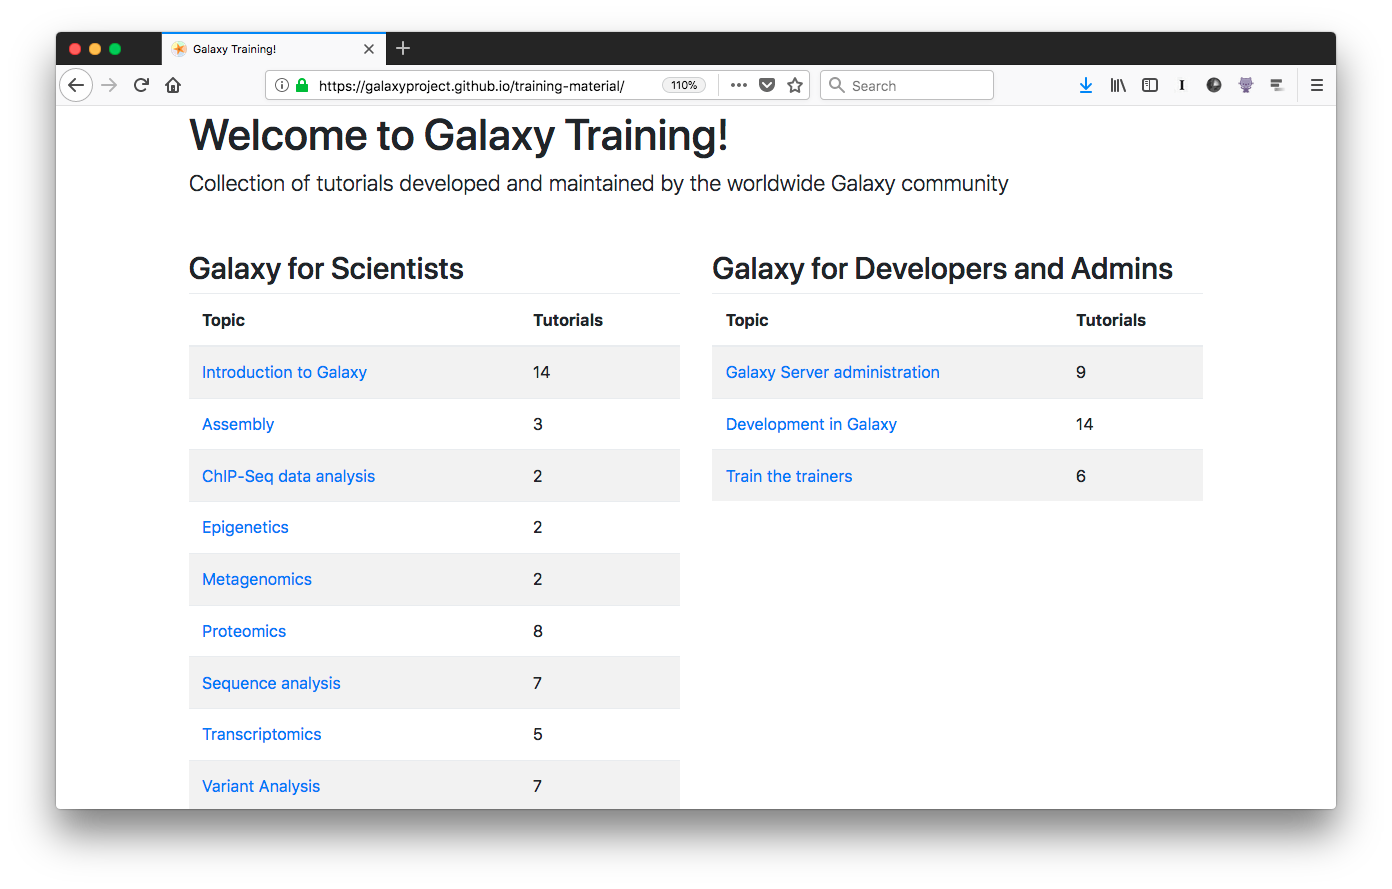 Galaxy Training!
https://galaxyproject.github.io/training-material/
110%
Search
Welcome to Galaxy Training!
Collection of tutorials developed and maintained by the worldwide Galaxy community
Galaxy for Scientists
Topic Tutorials
Introduction to Galaxy 14
Assembly 3
ChIP-Seq data analysis 2
Epigenetics 2
Metagenomics 2
Proteomics 8
Sequence analysis 7
Transcriptomics 5
Variant Analysis 7
Galaxy for Developers and Admins
Topic Tutorials
Galaxy Server administration 9
Development in Galaxy 14
Train the trainers 6